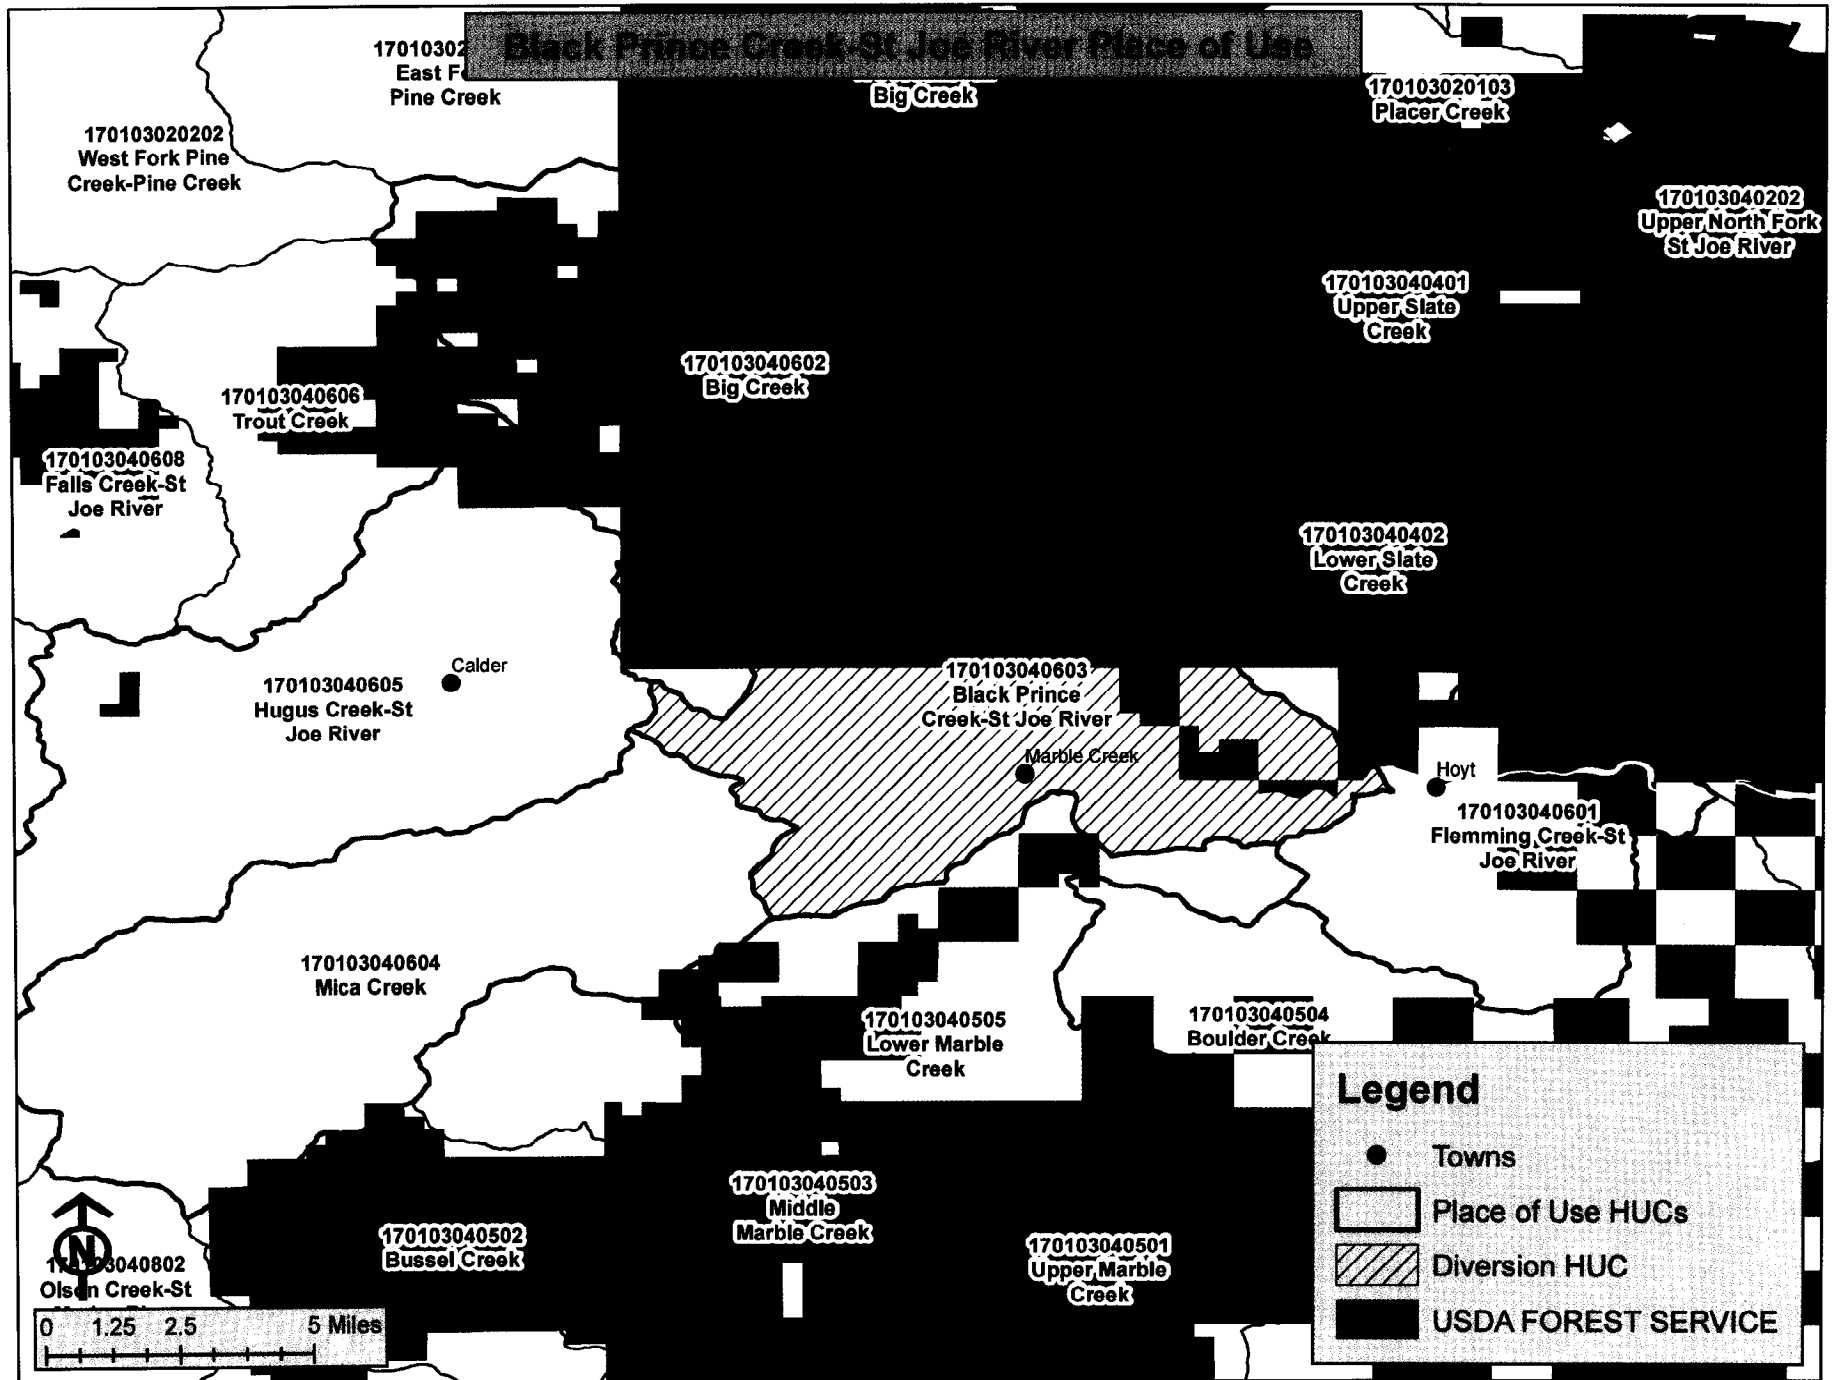 Black Prince Creek-St Joe River Place of Use
17010302
East
Pine Creek
Big Creek
170103020103
Placer Creek
170103020202
West Fork Pine
Creek-Pine Creek
170103040202
Upper North Fork
St Joe River
170103040401
Upper Slate
Creek
170103040602
Big Creek
170103040606
Trout Creek
170103040608
Falls Creek-St
Joe River
170103040402
Lower Slate
Creek
Calder
170103040605
Hugus Creek-St
Joe River
170103040603
Black Prince
Creek-St Joe River
Marble Creek
Hoyt
170103040601
Flemming Creek-St
Joe River
170103040604
Mica Creek
170103040505
Lower Marble
Creek
170103040504
Boulder Creek
170103040503
Middle
Marble Creek
170103040502
Bussel Creek
170103040501
Upper Marble
Creek
N
Olsen Creek-St
0 1.25 2.5 5 Miles
Legend
Towns
Place of Use HUCs
Diversion HUC
USDA FOREST SERVICE